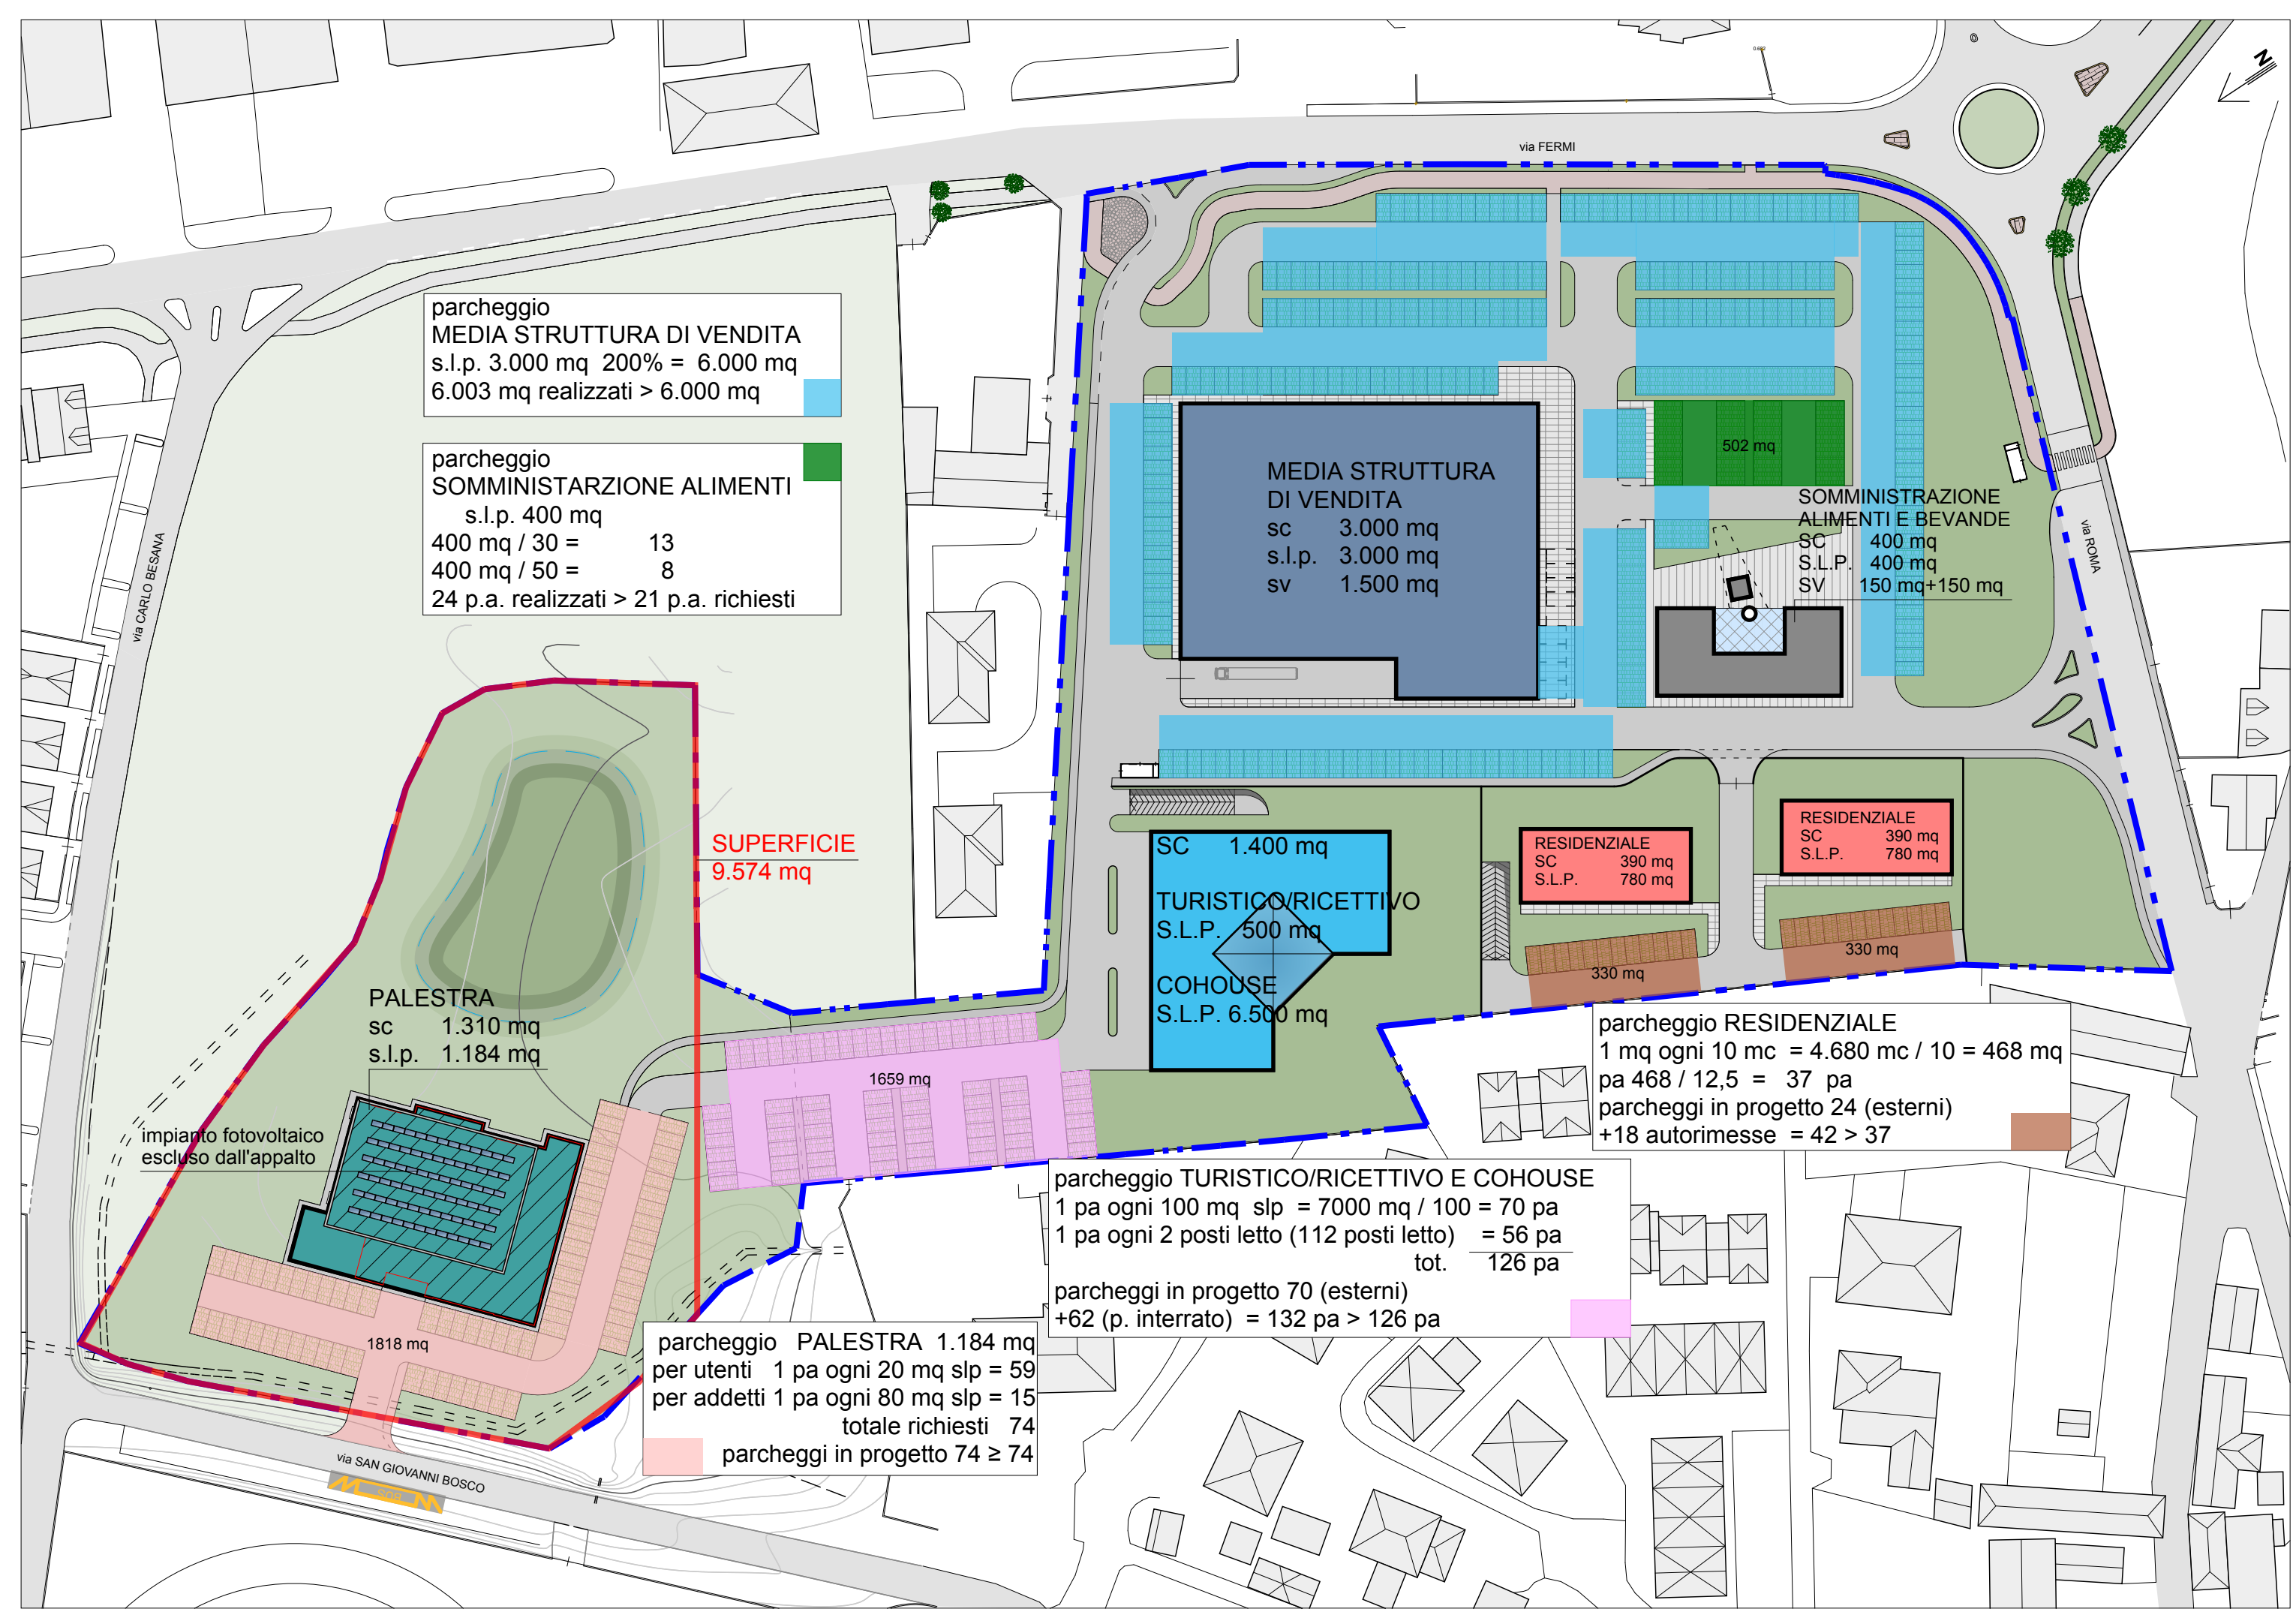 via FERMI
N
parcheggio
MEDIA STRUTTURA DI VENDITA
s.l.p. 3.000 mq 200% = 6.000 mq
6.003 mq realizzati > 6.000 mq
parcheggio
SOMMINISTARZIONE ALIMENTI
s.l.p. 400 mq
400 mq / 30 = 13
400 mq / 50 = 8
24 p.a. realizzati > 21 p.a. richiesti
via CARLO BESANA
MEDIA STRUTTURA
DI VENDITA
sc 3.000 mq
s.l.p. 3.000 mq
sv 1.500 mq
502 mq
SOMMINISTRAZIONE
ALIMENTI E BEVANDE
SC 400 mq
S.L.P. 400 mq
SV 150 mq+150 mq
via ROMA
SUPERFICIE
9.574 mq
SC 1.400 mq
TURISTICO/RICETTIVO
S.L.P. 500 mq
COHOUSE
S.L.P. 6.500 mq
RESIDENZIALE
SC 390 mq
S.L.P. 780 mq
RESIDENZIALE
SC 390 mq
S.L.P. 780 mq
330 mq
330 mq
PALESTRA
sc 1.310 mq
s.l.p. 1.184 mq
impianto fotovoltaico
escluso dall'appalto
1659 mq
1818 mq
parcheggio RESIDENZIALE
1 mq ogni 10 mc = 4.680 mc / 10 = 468 mq
pa 468 / 12,5 = 37 pa
parcheggi in progetto 24 (esterni)
+18 autorimesse = 42 > 37
parcheggio TURISTICO/RICETTIVO E COHOUSE
1 pa ogni 100 mq slp = 7000 mq / 100 = 70 pa
1 pa ogni 2 posti letto (112 posti letto) = 56 pa
tot. 126 pa
parcheggi in progetto 70 (esterni)
+62 (p. interrato) = 132 pa > 126 pa
parcheggio PALESTRA 1.184 mq
per utenti 1 pa ogni 20 mq slp = 59
per addetti 1 pa ogni 80 mq slp = 15
totale richiesti 74
parcheggi in progetto 74 ≥ 74
via SAN GIOVANNI BOSCO
BUS